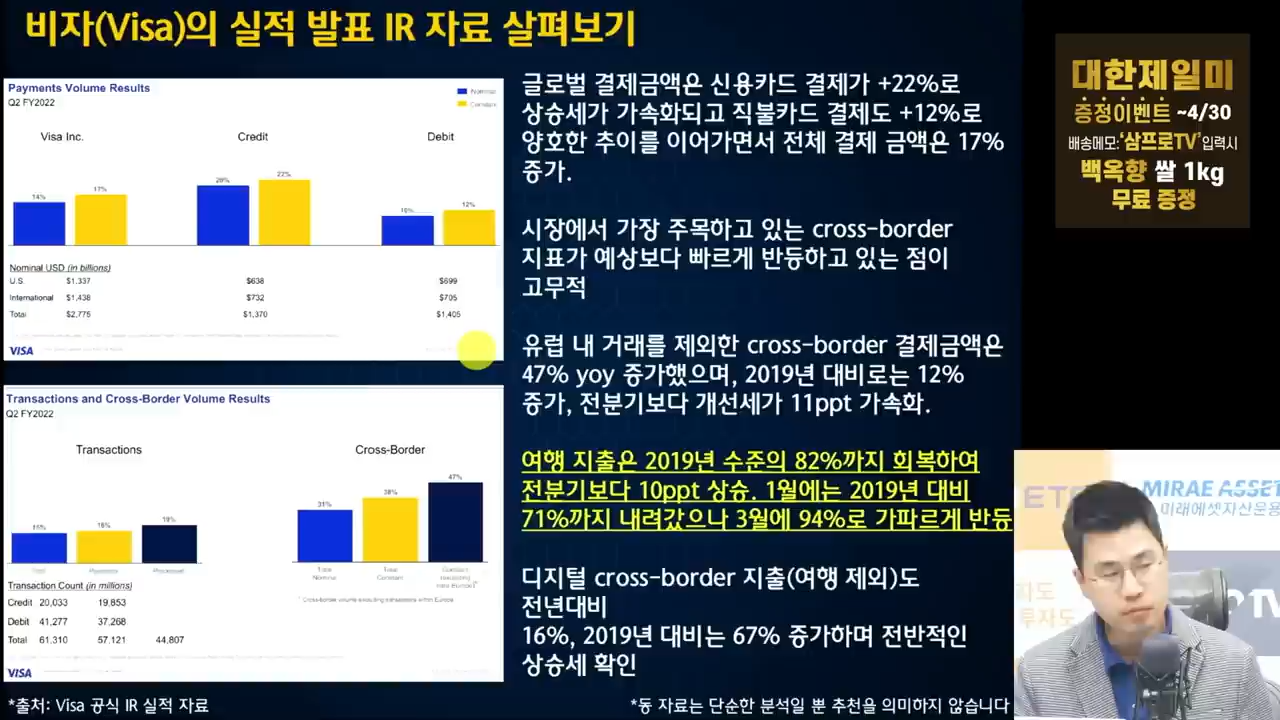 비자(Visa)의 실적 발표 IR 자료 살펴보기
Payments Volume Results
Q2 FY2022
Nominal
Constant
Visa Inc.
Credit
Debit
14%
17%
20%
22%
10%
12%
Nominal USD (in billions)
U.S. $1,337 $638 $699
International $1,438 $732 $705
Total $2,775 $1,370 $1,405
VISA
글로벌 결제금액은 신용카드 결제가 +22%로
상승세가 가속화되고 직불카드 결제도 +12%로
양호한 추이를 이어가면서 전체 결제 금액은 17%
증가.
시장에서 가장 주목하고 있는 cross-border
지표가 예상보다 빠르게 반등하고 있는 점이
고무적
유럽 내 거래를 제외한 cross-border 결제금액은
47% yoy 증가했으며, 2019년 대비로는 12%
증가, 전분기보다 개선세가 11ppt 가속화.
여행 지출은 2019년 수준의 82%까지 회복하여
전분기보다 10ppt 상승. 1월에는 2019년 대비
71%까지 내려갔으나 3월에 94%로 가파르게 반등
디지털 cross-border 지출(여행 제외)도
전년대비
16%, 2019년 대비는 67% 증가하며 전반적인
상승세 확인
Transactions and Cross-Border Volume Results
Q2 FY2022
Transactions
Cross-Border
16%
19%
31%
38%
47%
Total
Payments
Processed
Total
Nominal
Total
Constant
Constant
(excluding
intra-Europe)
Transaction Count (in millions)
Credit 20,033 19,853
Debit 41,277 37,268
Total 61,310 57,121 44,807
VISA
*출처: Visa 공식 IR 실적 자료
*동 자료는 단순한 분석일 뿐 추천을 의미하지 않습니다
대한제일미
증정이벤트 ~4/30
배송메모:'삼프로TV'입력시
백옥향 쌀 1kg
무료 증정
MIRAE ASSET
미래에셋자산운용